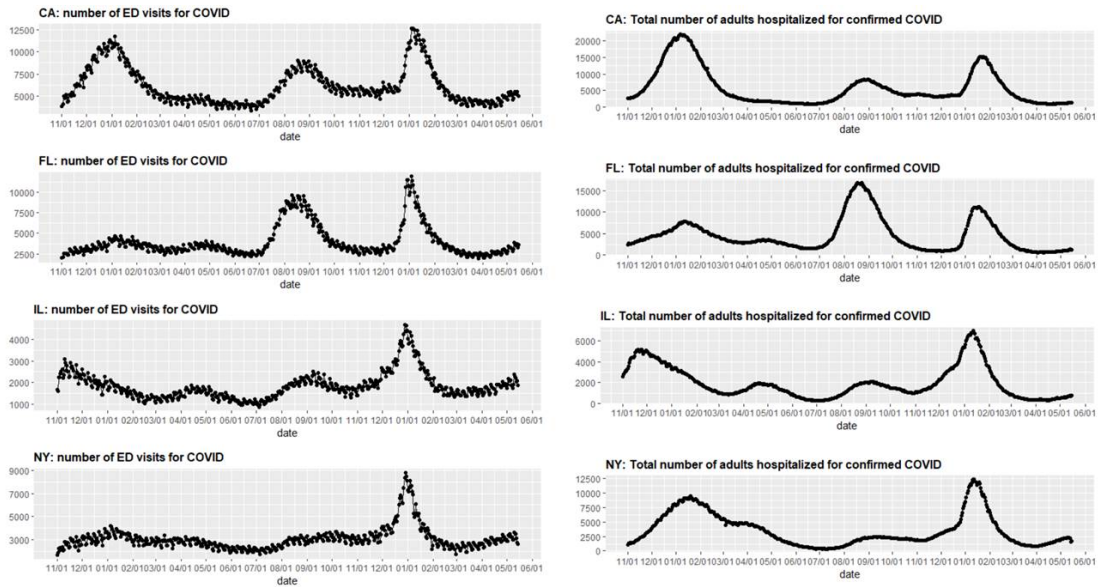 CA: number of ED visits for COVID
12500
10000
7500
5000
11/01 12/01 01/01 02/01 03/01 04/01 05/01 06/01 07/01 08/01 09/01 10/01 11/01 12/01 01/01 02/01 03/01 04/01 05/01 06/01
date
CA: Total number of adults hospitalized for confirmed COVID
20000
15000
10000
5000
0
11/01 12/01 01/01 02/01 03/01 04/01 05/01 06/01 07/01 08/01 09/01 10/01 11/01 12/01 01/01 02/01 03/01 04/01 05/01 06/01
date
FL: number of ED visits for COVID
10000
7500
5000
2500
11/01 12/01 01/01 02/01 03/01 04/01 05/01 06/01 07/01 08/01 09/01 10/01 11/01 12/01 01/01 02/01 03/01 04/01 05/01 06/01
date
FL: Total number of adults hospitalized for confirmed COVID
15000
10000
5000
0
11/01 12/01 01/01 02/01 03/01 04/01 05/01 06/01 07/01 08/01 09/01 10/01 11/01 12/01 01/01 02/01 03/01 04/01 05/01 06/01
date
IL: number of ED visits for COVID
4000
3000
2000
1000
11/01 12/01 01/01 02/01 03/01 04/01 05/01 06/01 07/01 08/01 09/01 10/01 11/01 12/01 01/01 02/01 03/01 04/01 05/01 06/01
date
IL: Total number of adults hospitalized for confirmed COVID
6000
4000
2000
0
11/01 12/01 01/01 02/01 03/01 04/01 05/01 06/01 07/01 08/01 09/01 10/01 11/01 12/01 01/01 02/01 03/01 04/01 05/01 06/01
date
NY: number of ED visits for COVID
9000
7000
5000
3000
11/01 12/01 01/01 02/01 03/01 04/01 05/01 06/01 07/01 08/01 09/01 10/01 11/01 12/01 01/01 02/01 03/01 04/01 05/01 06/01
date
NY: Total number of adults hospitalized for confirmed COVID
12500
10000
7500
5000
2500
0
11/01 12/01 01/01 02/01 03/01 04/01 05/01 06/01 07/01 08/01 09/01 10/01 11/01 12/01 01/01 02/01 03/01 04/01 05/01 06/01
date